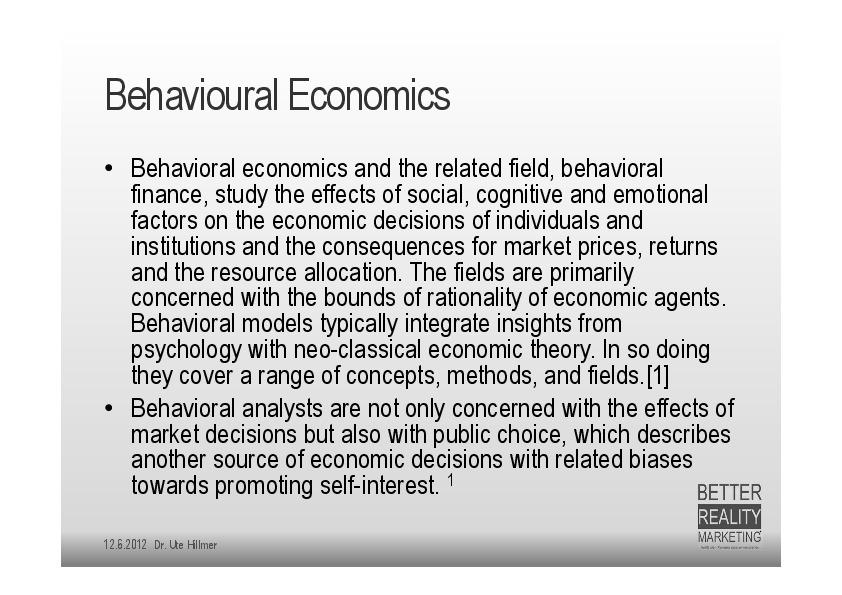 Behavioural Economics
• Behavioral economics and the related field, behavioral
finance, study the effects of social, cognitive and emotional
factors on the economic decisions of individuals and
institutions and the consequences for market prices, returns
and the resource allocation. The fields are primarily
concerned with the bounds of rationality of economic agents.
Behavioral models typically integrate insights from
psychology with neo-classical economic theory. In so doing
they cover a range of concepts, methods, and fields.[1]
• Behavioral analysts are not only concerned with the effects of
market decisions but also with public choice, which describes
another source of economic decisions with related biases
towards promoting self-interest. 1
BETTER
REALITY
MARKETING
12.6.2012 Dr. Ute Hillmer